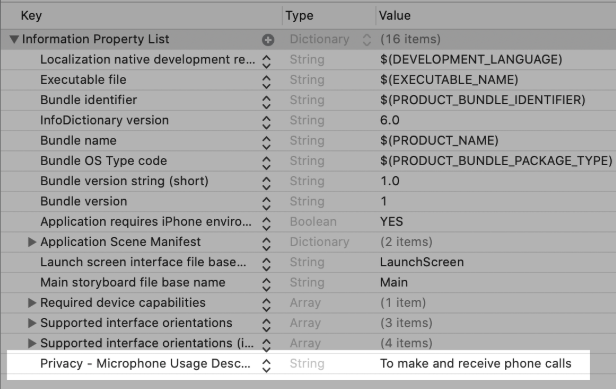 Key Type Value
Information Property List Dictionary (16 items)
Localization native development re... String $(DEVELOPMENT_LANGUAGE)
Executable file String $(EXECUTABLE_NAME)
Bundle identifier String $(PRODUCT_BUNDLE_IDENTIFIER)
InfoDictionary version String 6.0
Bundle name String $(PRODUCT_NAME)
Bundle OS Type code String $(PRODUCT_BUNDLE_PACKAGE_TYPE)
Bundle version string (short) String 1.0
Bundle version String 1
Application requires iPhone enviro... Boolean YES
Application Scene Manifest Dictionary (2 items)
Launch screen interface file base... String LaunchScreen
Main storyboard file base name String Main
Required device capabilities Array (1 item)
Supported interface orientations Array (3 items)
Supported interface orientations (i... Array (4 items)
Privacy - Microphone Usage Desc... String To make and receive phone calls